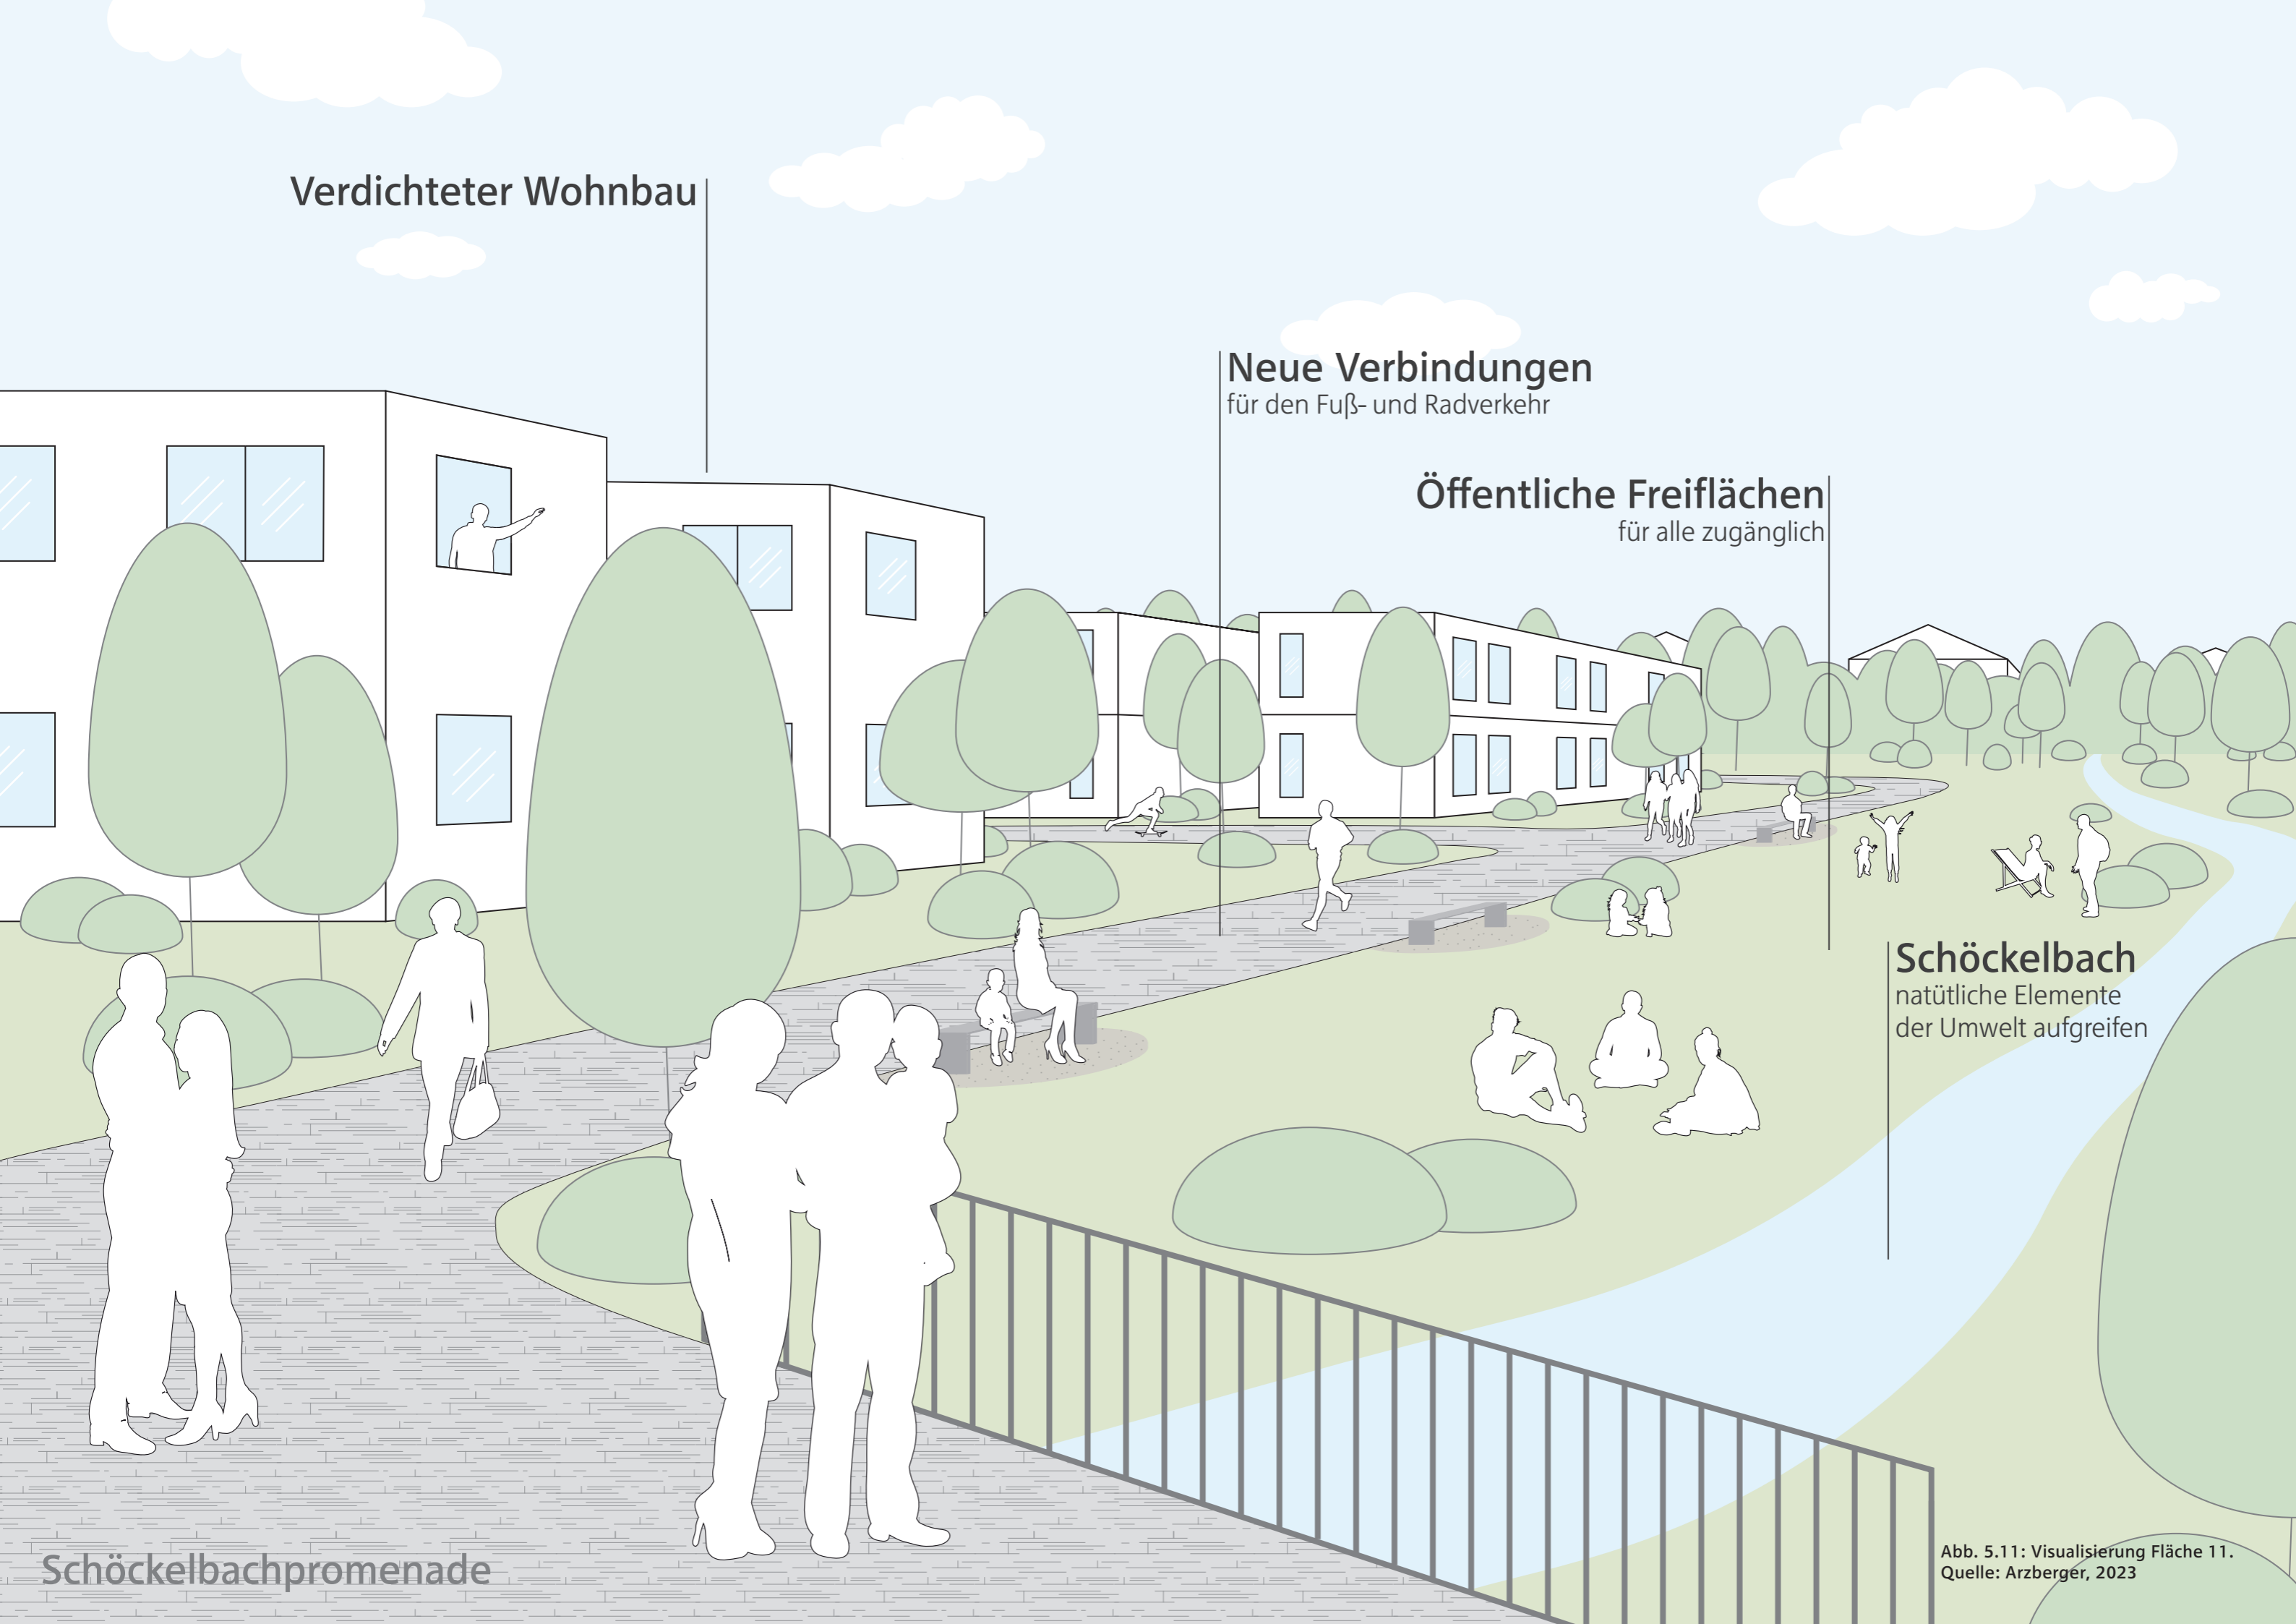 Verdichteter Wohnbau
Neue Verbindungen
für den Fuß- und Radverkehr
Öffentliche Freiflächen
für alle zugänglich
Schöckelbach
natütliche Elemente
der Umwelt aufgreifen
Schöckelbachpromenade
Abb. 5.11: Visualisierung Fläche 11.
Quelle: Arzberger, 2023